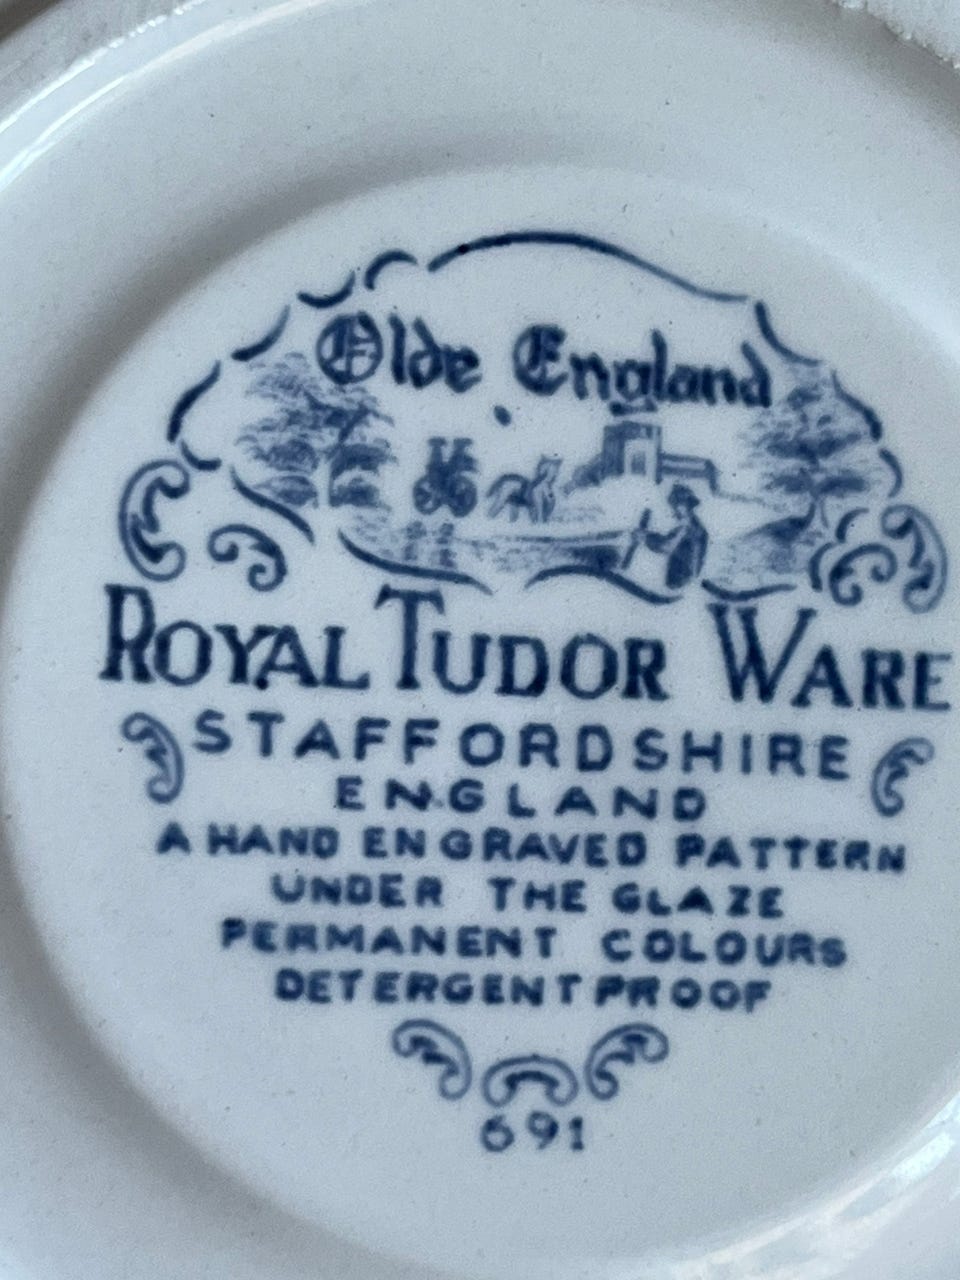 Olde England
ROYAL TUDOR WARE
STAFFORDSHIRE
ENGLAND
A HAND ENGRAVED PATTERN
UNDER THE GLAZE
PERMANENT COLOURS
DETERGENT PROOF
691